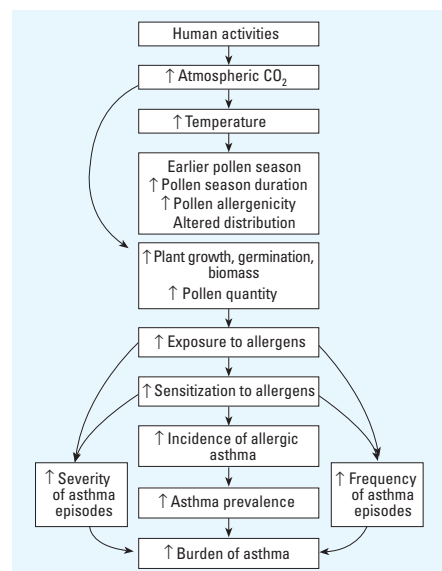 Human activities
↑ Atmospheric CO₂
↑ Temperature
Earlier pollen season
↑ Pollen season duration
↑ Pollen allergenicity
Altered distribution
↑ Plant growth, germination,
biomass
↑ Pollen quantity
↑ Exposure to allergens
↑ Sensitization to allergens
↑ Incidence of allergic
asthma
↑ Severity
of asthma
episodes
↑ Asthma prevalence
↑ Frequency
of asthma
episodes
↑ Burden of asthma